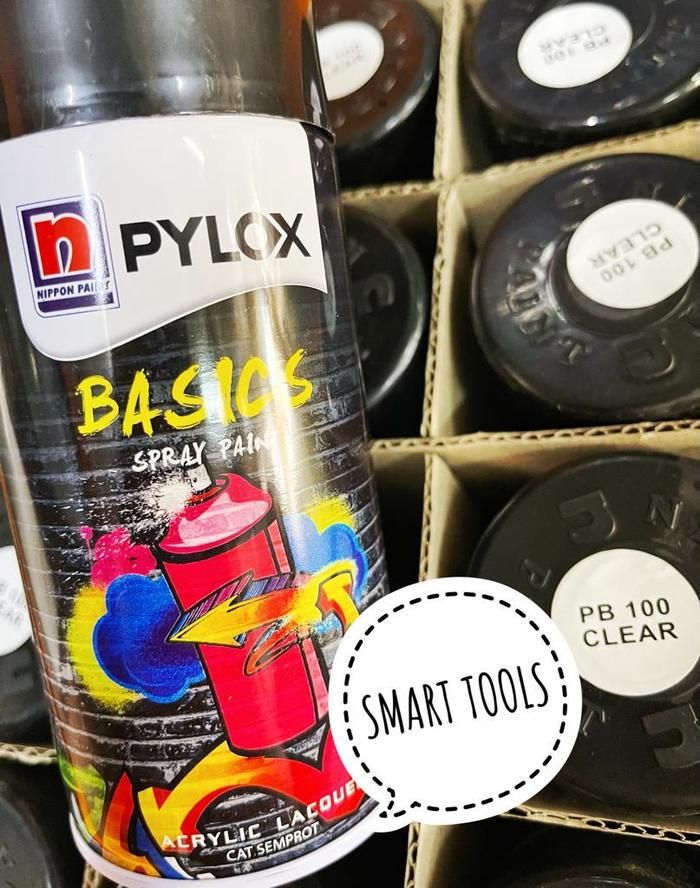 PB 100
CLEAR
n
NIPPON PAINT
PYLOX
BASICS
SPRAY PAINT
PB 100
CLEAR
PB 100
CLEAR
SMART TOOLS
ACRYLIC LACQUE
CAT SEMPROT